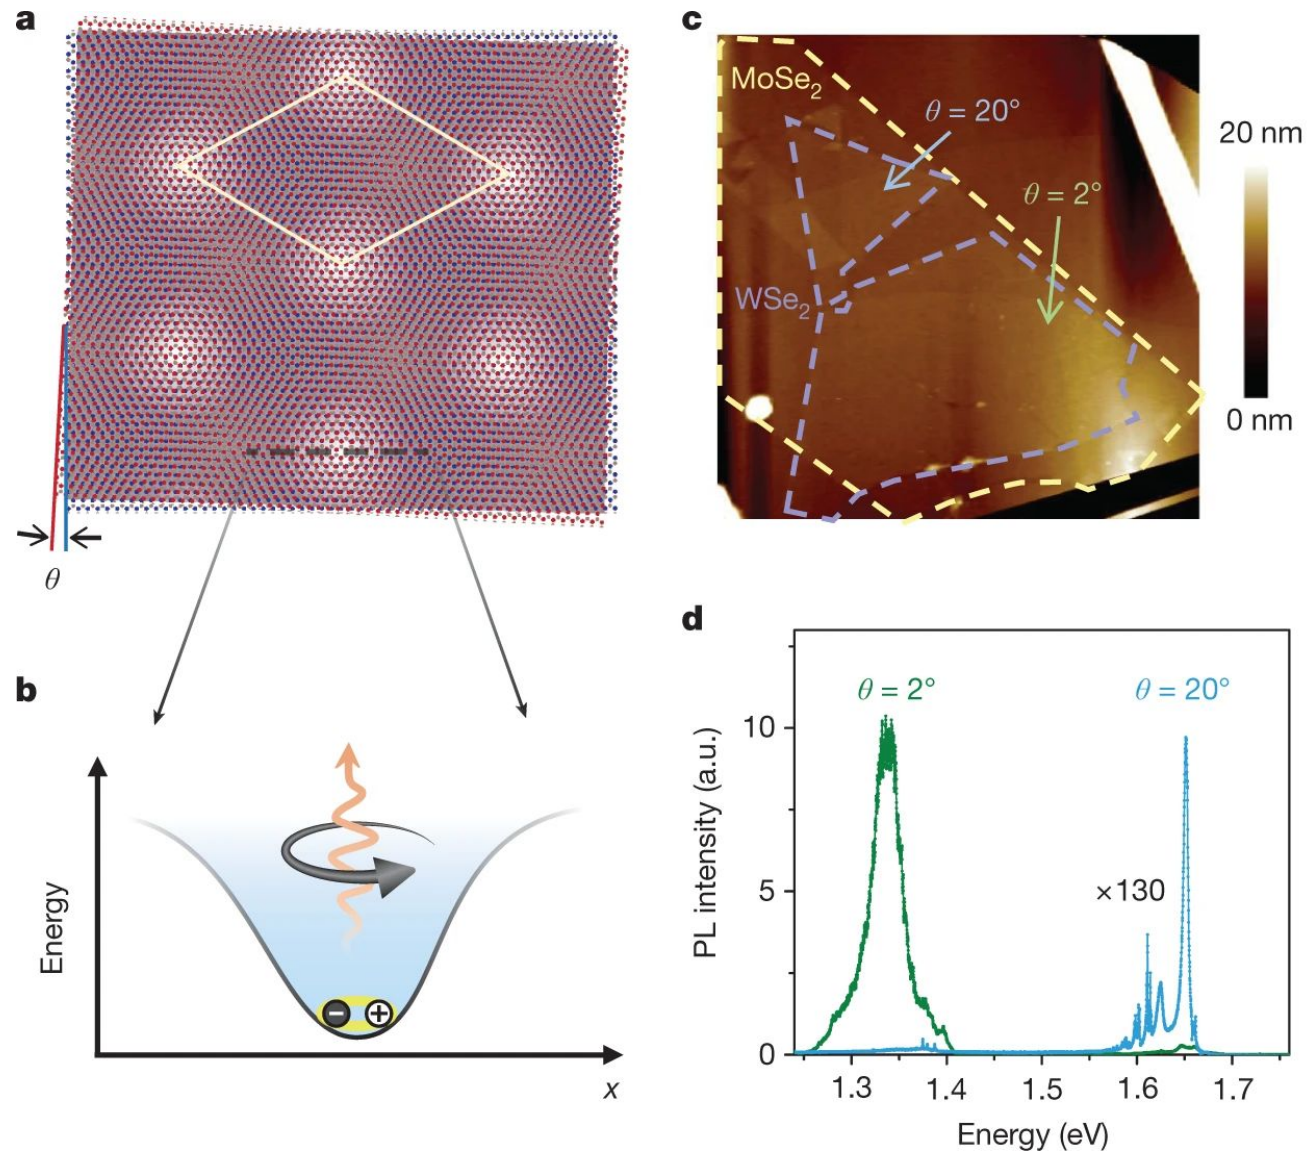 a
θ
b
Energy
− +
x
c
MoSe₂
θ = 20°
θ = 2°
WSe₂
20 nm
0 nm
d
θ = 2°
θ = 20°
×130
10
5
0
PL intensity (a.u.)
1.3 1.4 1.5 1.6 1.7
Energy (eV)